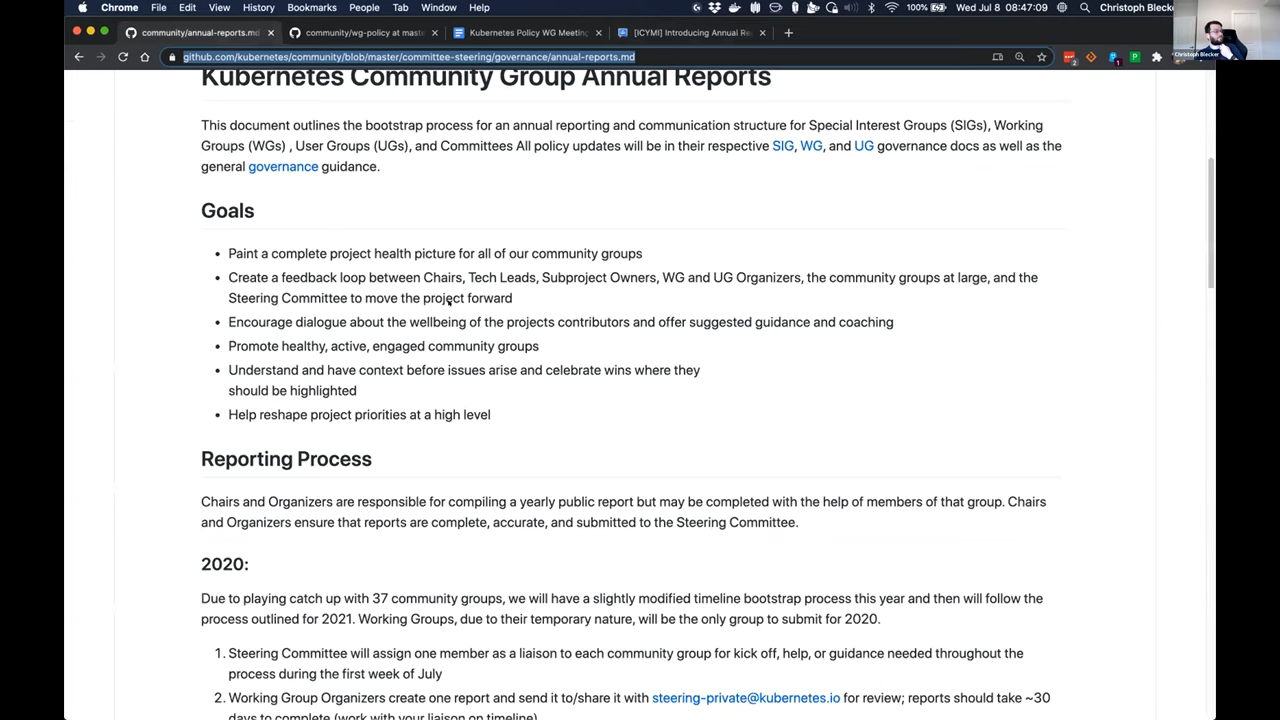 Chrome File Edit View History Bookmarks People Tab Window Help 100% Wed Jul 8 08:47:09 Christoph Blecker
community/annual-reports.md community/wg-policy at maste Kubernetes Policy WG Meeting [ICYMI] Introducing Annual Re
github.com/kubernetes/community/blob/master/committee-steering/governance/annual-reports.md
Christoph Blecker
Kubernetes Community Group Annual Reports
This document outlines the bootstrap process for an annual reporting and communication structure for Special Interest Groups (SIGs), Working
Groups (WGs) , User Groups (UGs), and Committees All policy updates will be in their respective SIG, WG, and UG governance docs as well as the
general governance guidance.
Goals
• Paint a complete project health picture for all of our community groups
• Create a feedback loop between Chairs, Tech Leads, Subproject Owners, WG and UG Organizers, the community groups at large, and the
Steering Committee to move the project forward
• Encourage dialogue about the wellbeing of the projects contributors and offer suggested guidance and coaching
• Promote healthy, active, engaged community groups
• Understand and have context before issues arise and celebrate wins where they
should be highlighted
• Help reshape project priorities at a high level
Reporting Process
Chairs and Organizers are responsible for compiling a yearly public report but may be completed with the help of members of that group. Chairs
and Organizers ensure that reports are complete, accurate, and submitted to the Steering Committee.
2020:
Due to playing catch up with 37 community groups, we will have a slightly modified timeline bootstrap process this year and then will follow the
process outlined for 2021. Working Groups, due to their temporary nature, will be the only group to submit for 2020.
1. Steering Committee will assign one member as a liaison to each community group for kick off, help, or guidance needed throughout the
process during the first week of July
2. Working Group Organizers create one report and send it to/share it with steering-private@kubernetes.io for review; reports should take ~30
days to complete (work with your liaison on timeline)